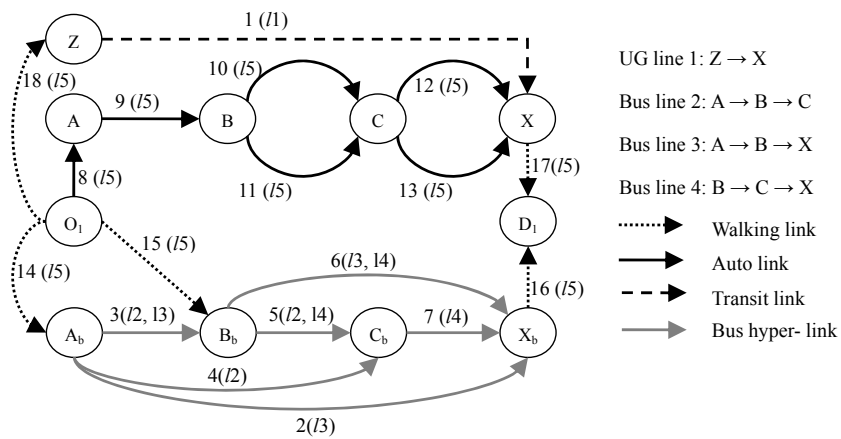 1 (l1)
Z
UG line 1: Z → X
18 (l5)
10 (l5)
12 (l5)
9 (l5)
A
B
C
X
Bus line 2: A → B → C
Bus line 3: A → B → X
8 (l5)
11 (l5)
13 (l5)
17(l5)
Bus line 4: B → C → X
O1
D1
Walking link
15 (l5)
14 (l5)
6(l3, l4)
Auto link
16 (l5)
Transit link
3(l2, l3)
5(l2, l4)
7 (l4)
Ab
Bb
Cb
Xb
Bus hyper- link
4(l2)
2(l3)